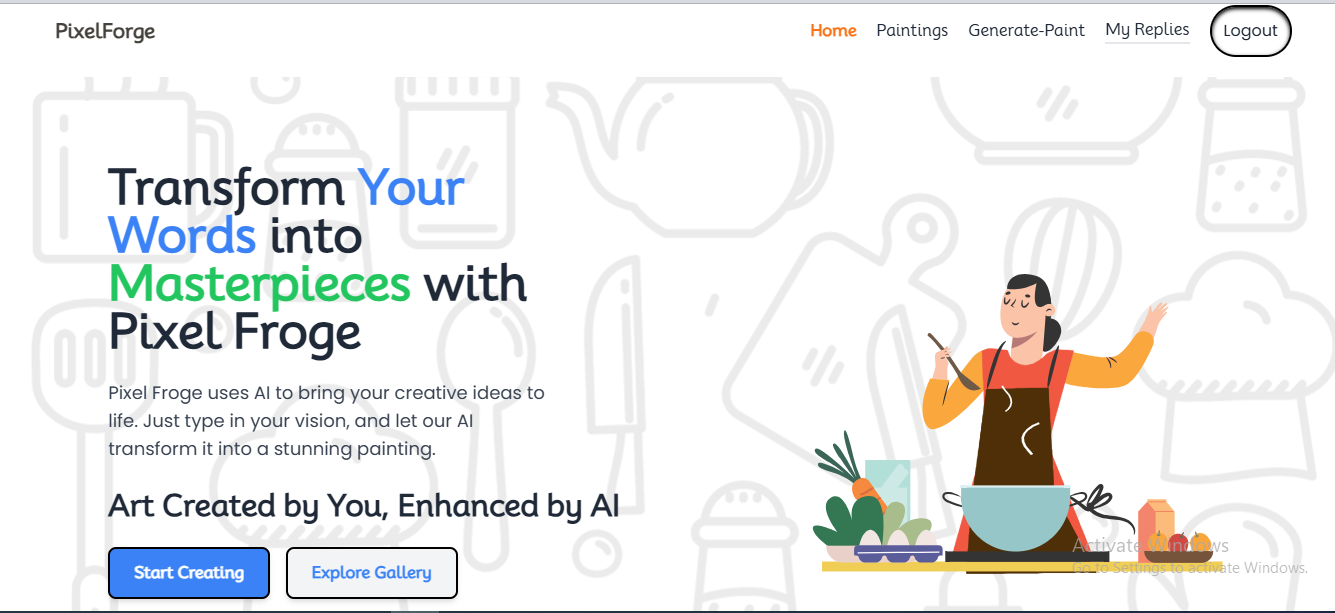 PixelForge
Home Paintings Generate-Paint My Replies Logout
Transform Your
Words into
Masterpieces with
Pixel Froge
Pixel Froge uses AI to bring your creative ideas to
life. Just type in your vision, and let our AI
transform it into a stunning painting.
Art Created by You, Enhanced by AI
Start Creating Explore Gallery
Activate Windows
Go to Settings to activate Windows.